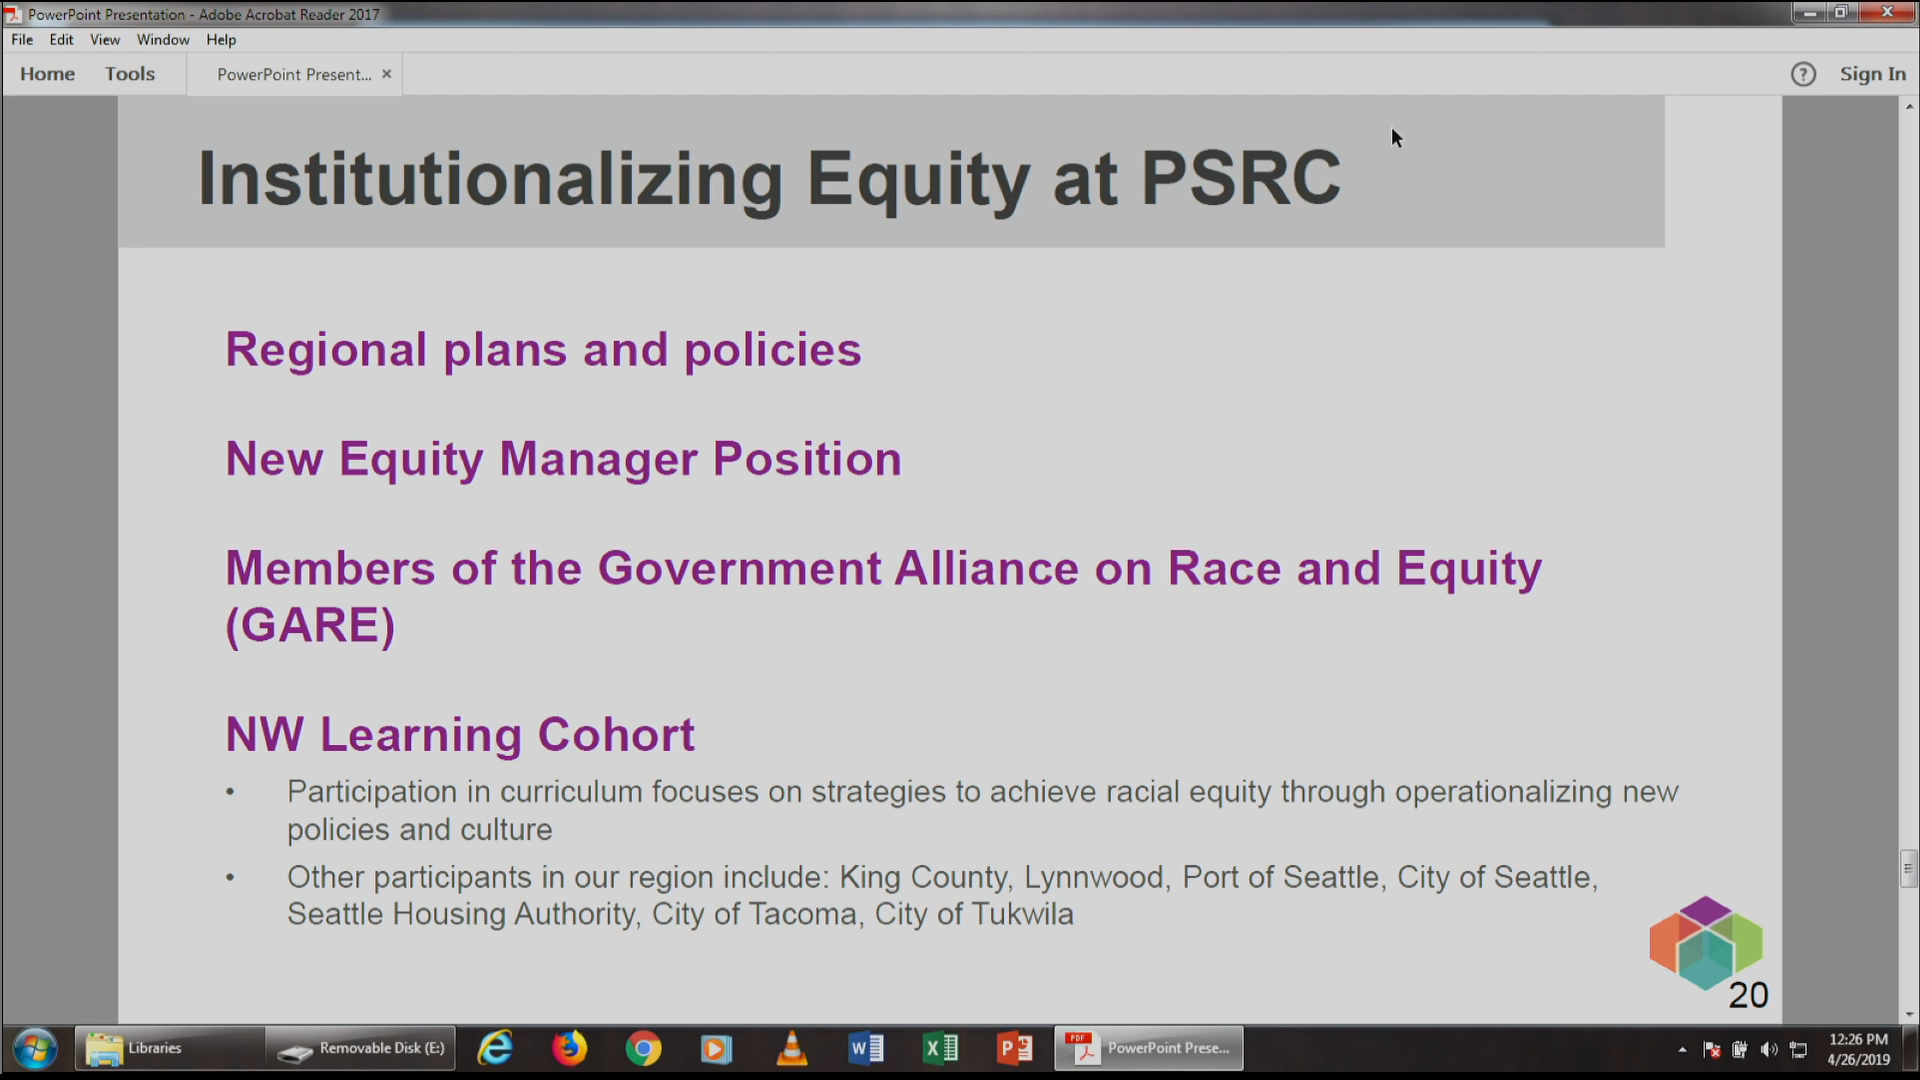 PowerPoint Presentation - Adobe Acrobat Reader 2017
File Edit View Window Help
Home Tools PowerPoint Present... × ? Sign In
Institutionalizing Equity at PSRC
Regional plans and policies
New Equity Manager Position
Members of the Government Alliance on Race and Equity
(GARE)
NW Learning Cohort
• Participation in curriculum focuses on strategies to achieve racial equity through operationalizing new
policies and culture
• Other participants in our region include: King County, Lynnwood, Port of Seattle, City of Seattle,
Seattle Housing Authority, City of Tacoma, City of Tukwila
20
Libraries
Removable Disk (E:)
PDF
PowerPoint Prese...
12:26 PM
4/26/2019